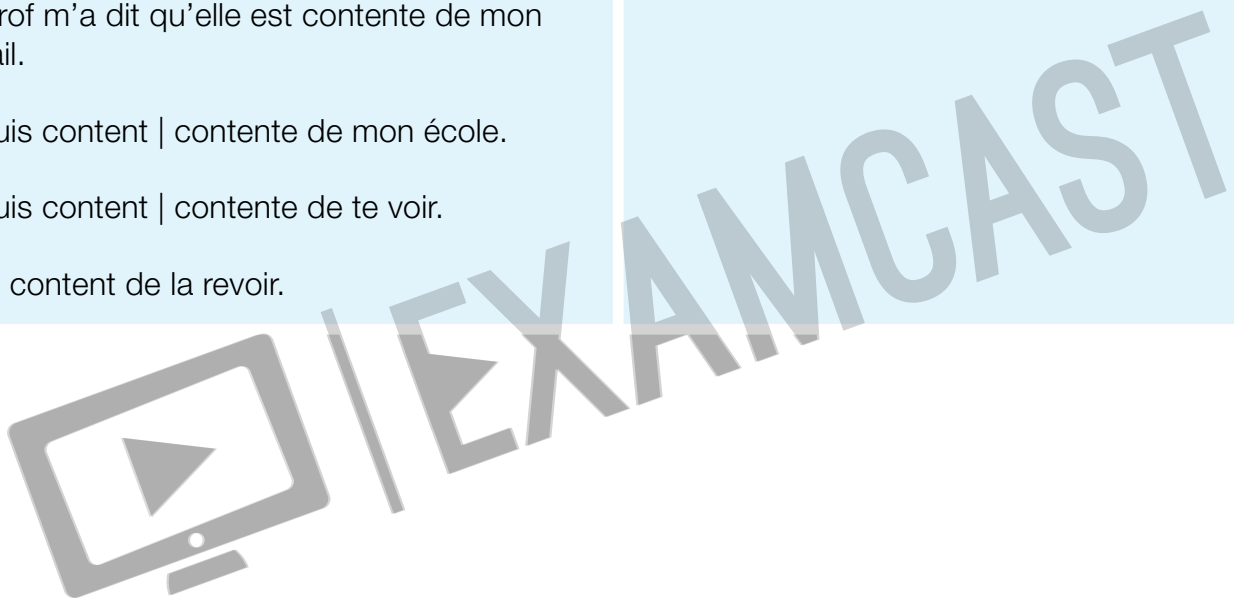 rof m’a dit qu’elle est contente de mon
ail.
uis content | contente de mon école.
uis content | contente de te voir.
content de la revoir.
EXAMCAST